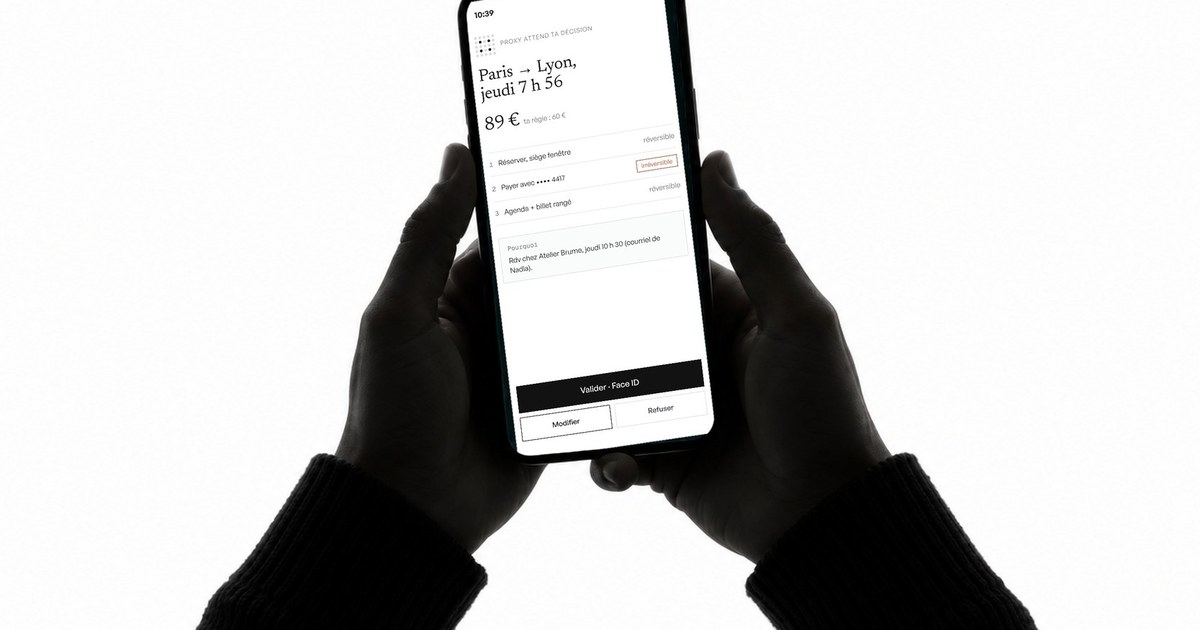 10:39
PROXY ATTEND TA DÉCISION
Paris → Lyon,
jeudi 7 h 56
89 € ta règle : 60 €
1 Réserver, siège fenêtre réversible
2 Payer avec •••• 4417 irréversible
3 Agenda + billet rangé réversible
Pourquoi
Rdv chez Atelier Brume, jeudi 10 h 30 (courriel de
Nadia).
Valider · Face ID
Modifier Refuser